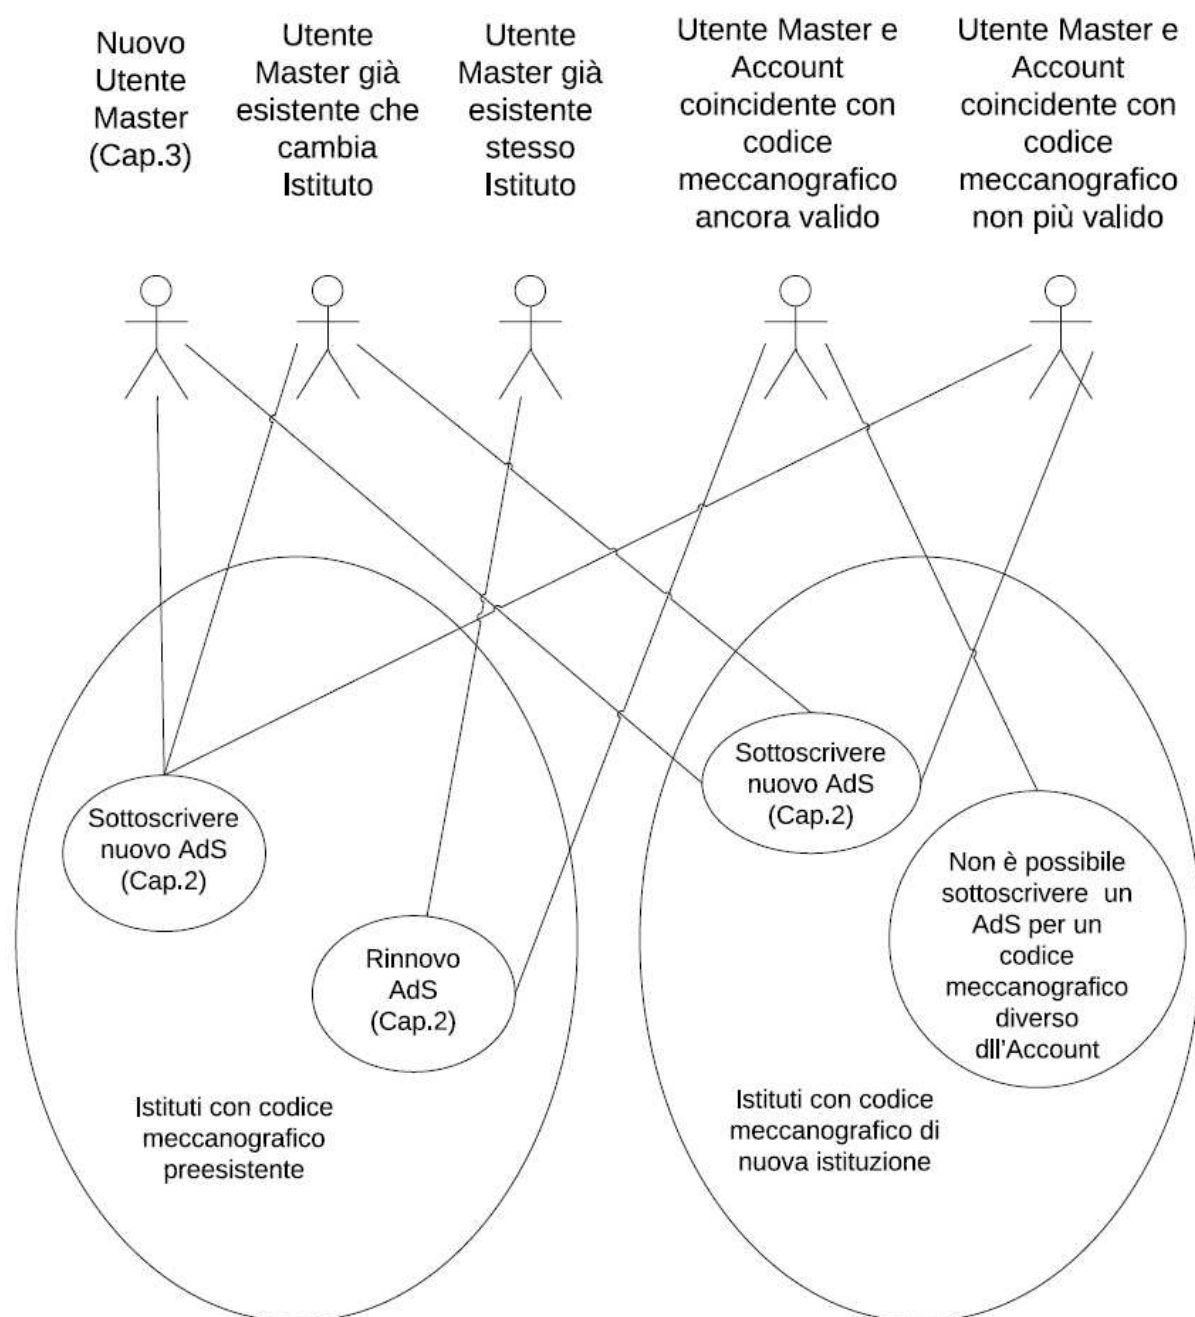 Nuovo
Utente
Master
(Cap.3)
Utente
Master già
esistente che
cambia
Istituto
Utente
Master già
esistente
stesso
Istituto
Utente Master e
Account
coincidente con
codice
meccanografico
ancora valido
Utente Master e
Account
coincidente con
codice
meccanografico
non più valido
Sottoscrivere
nuovo AdS
(Cap.2)
Rinnovo
AdS
(Cap.2)
Istituti con codice
meccanografico
preesistente
Sottoscrivere
nuovo AdS
(Cap.2)
Non è possibile
sottoscrivere un
AdS per un
codice
meccanografico
diverso
dll'Account
Istituti con codice
meccanografico di
nuova istituzione